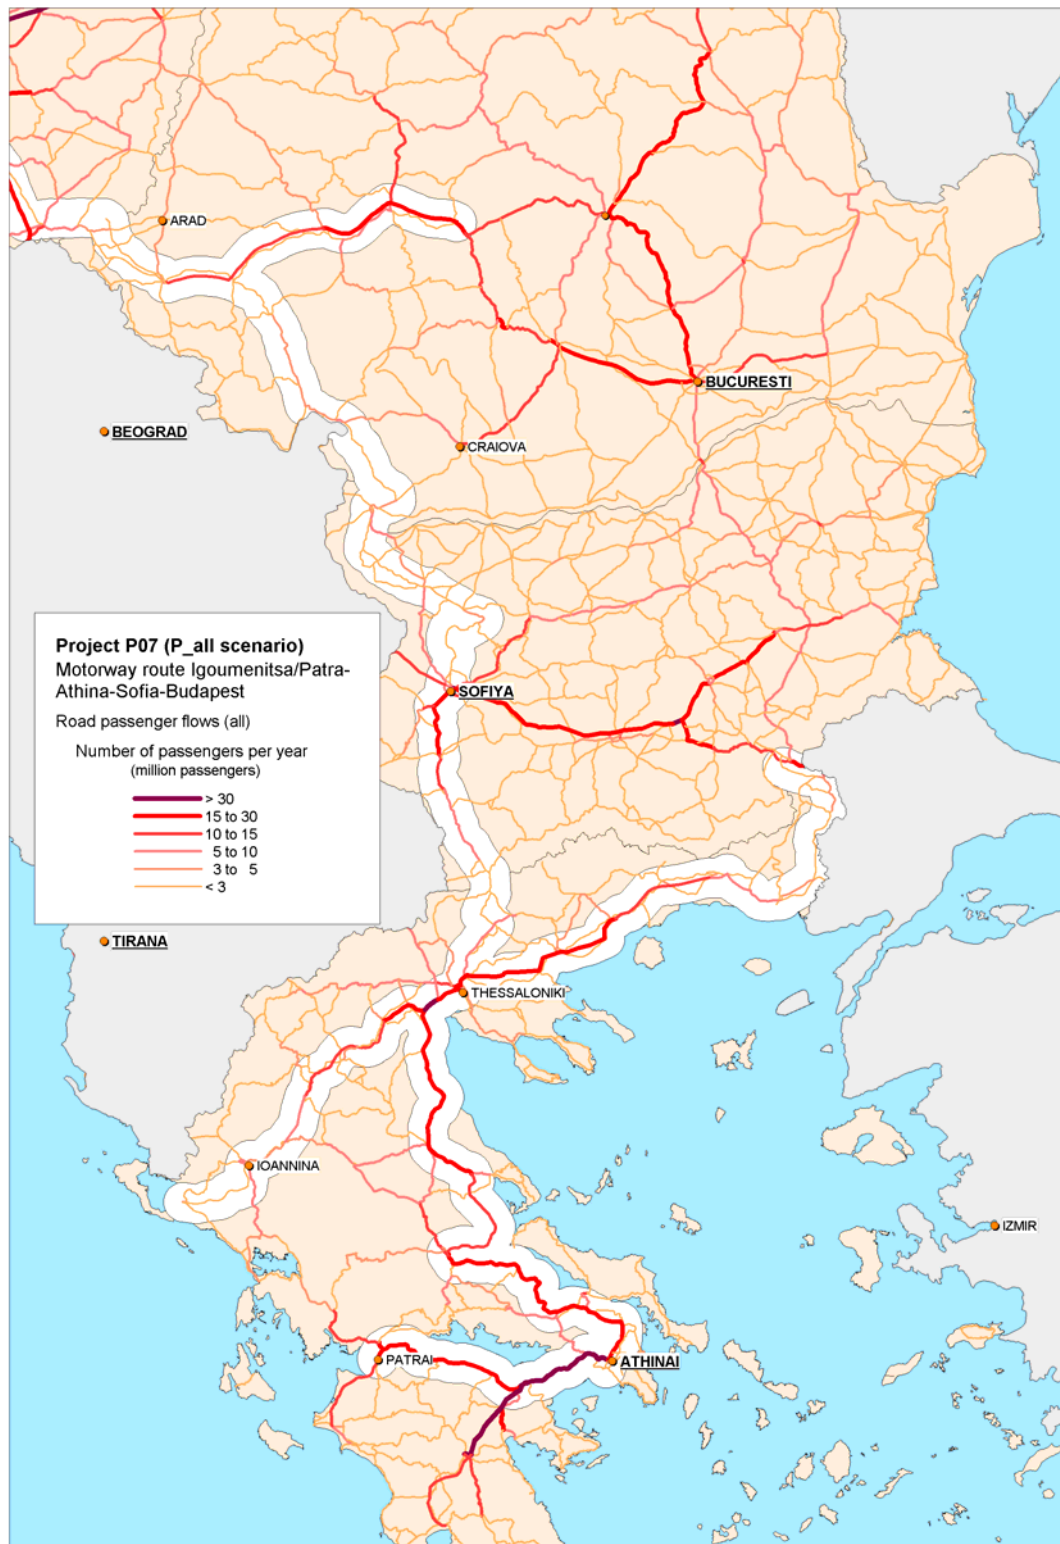 ARAD
BUCURESTI
BEOGRAD
CRAIOVA
Project P07 (P_all scenario)
Motorway route Igoumenitsa/Patra-
Athina-Sofia-Budapest
Road passenger flows (all)
Number of passengers per year
(million passengers)
> 30
15 to 30
10 to 15
5 to 10
3 to 5
< 3
SOFIYA
TIRANA
THESSALONIKI
IOANNINA
IZMIR
PATRAI
ATHINAI